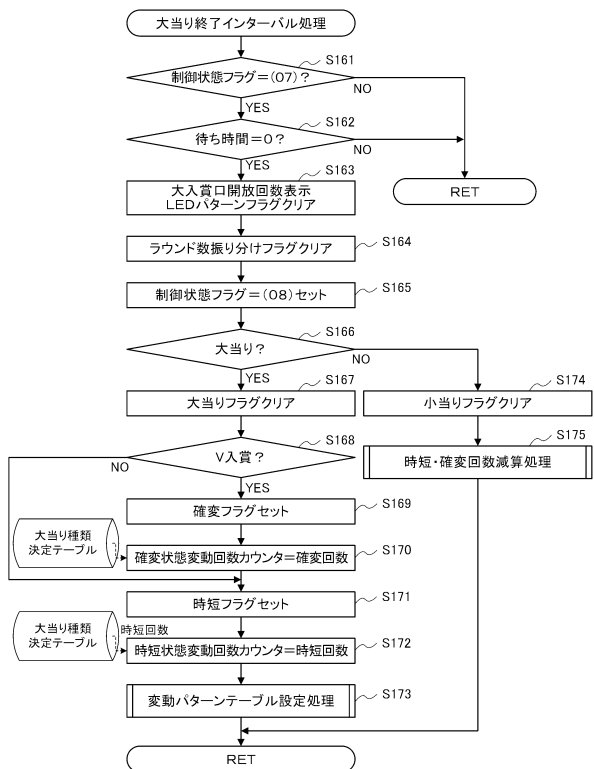 大当り終了インターバル処理
S161
制御状態フラグ＝(07)？
NO
YES
S162
待ち時間＝0？
NO
YES
S163
大入賞口開放回数表示
LEDパターンフラグクリア
RET
S164
ラウンド数振り分けフラグクリア
S165
制御状態フラグ＝(08)セット
S166
大当り？
NO
YES
S167
大当りフラグクリア
S174
小当りフラグクリア
S168
V入賞？
NO
YES
S175
時短・確変回数減算処理
S169
確変フラグセット
大当り種類
決定テーブル
S170
確変状態変動回数カウンタ＝確変回数
S171
時短フラグセット
大当り種類
決定テーブル
時短回数
S172
時短状態変動回数カウンタ＝時短回数
S173
変動パターンテーブル設定処理
RET